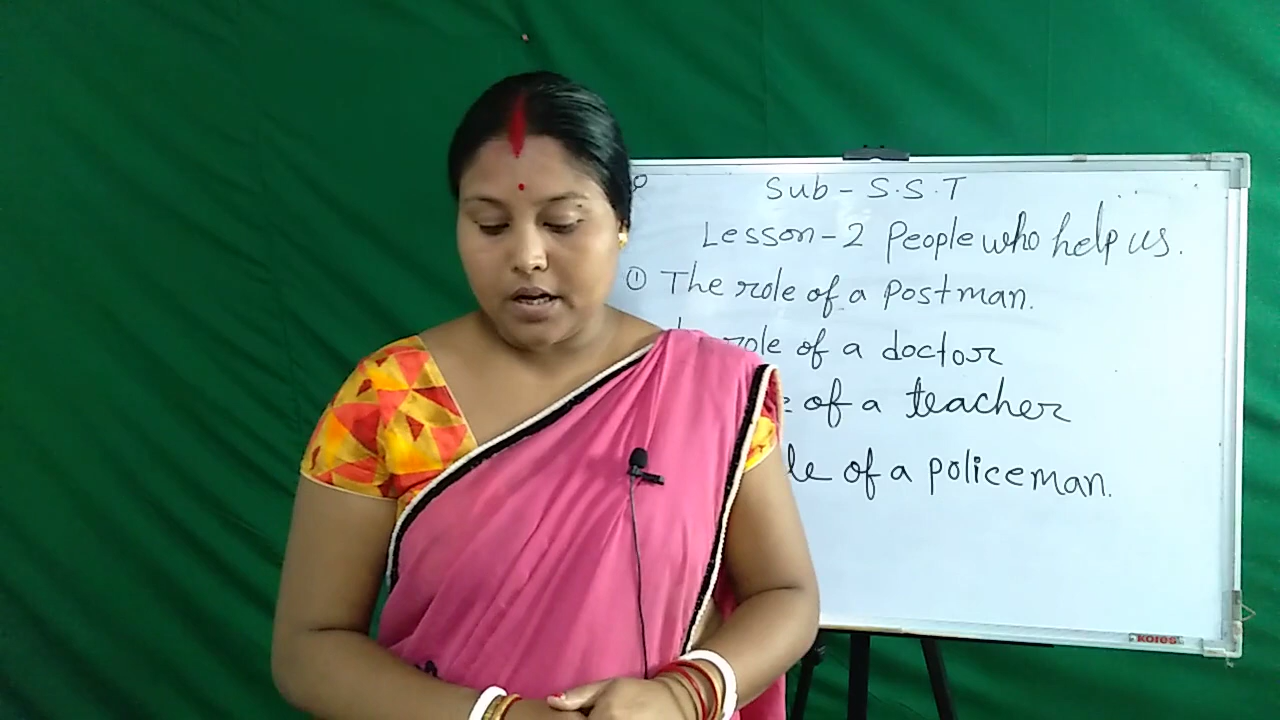 Sub - S.S.T
Lesson - 2 People who help us.
① The role of a postman.
role of a doctor
of a teacher
of a policeman.
KORES